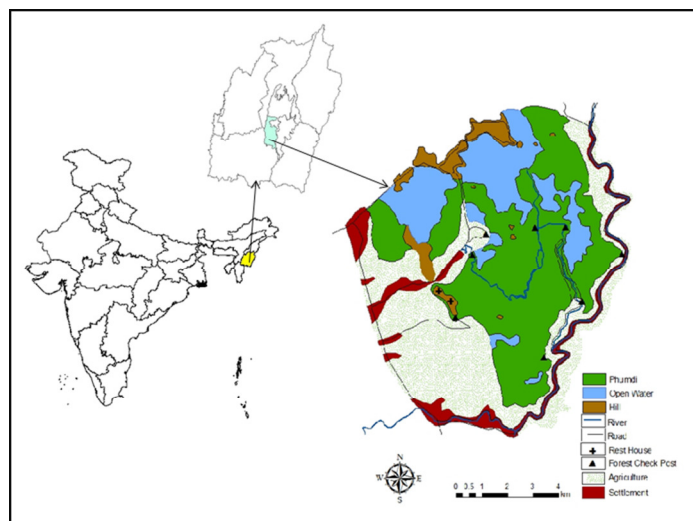 Phumdi
Open Water
Hill
River
Road
Rest House
Forest Check Post
Agriculture
Settlement
N
W E
S
0 0.5 1 2 3 4
km